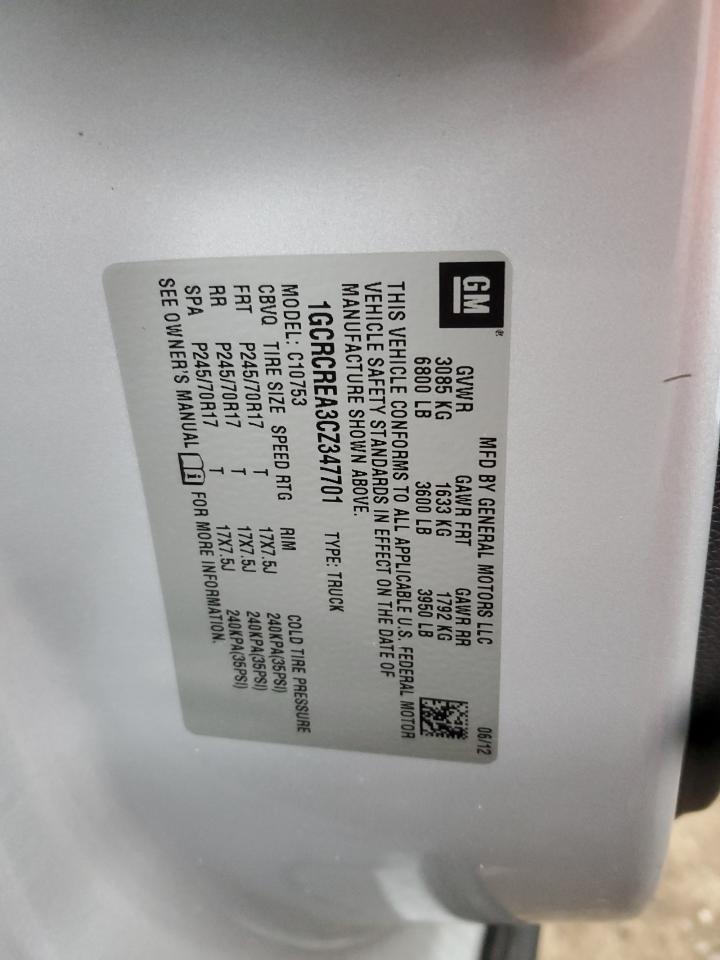 GM®
MFD BY GENERAL MOTORS LLC 06/12
GVWR GAWR FRT GAWR RR
3085 KG 1633 KG 1792 KG
6800 LB 3600 LB 3950 LB
THIS VEHICLE CONFORMS TO ALL APPLICABLE U.S. FEDERAL MOTOR
VEHICLE SAFETY STANDARDS IN EFFECT ON THE DATE OF
MANUFACTURE SHOWN ABOVE.
1GCRCREA3CZ347701 TYPE: TRUCK
MODEL: C10753
CBVQ TIRE SIZE SPEED RTG RIM COLD TIRE PRESSURE
FRT P245/70R17 T 17X7.5J 240KPA(35PSI)
RR P245/70R17 T 17X7.5J 240KPA(35PSI)
SPA P245/70R17 T 17X7.5J 240KPA(35PSI)
SEE OWNER'S MANUAL FOR MORE INFORMATION.